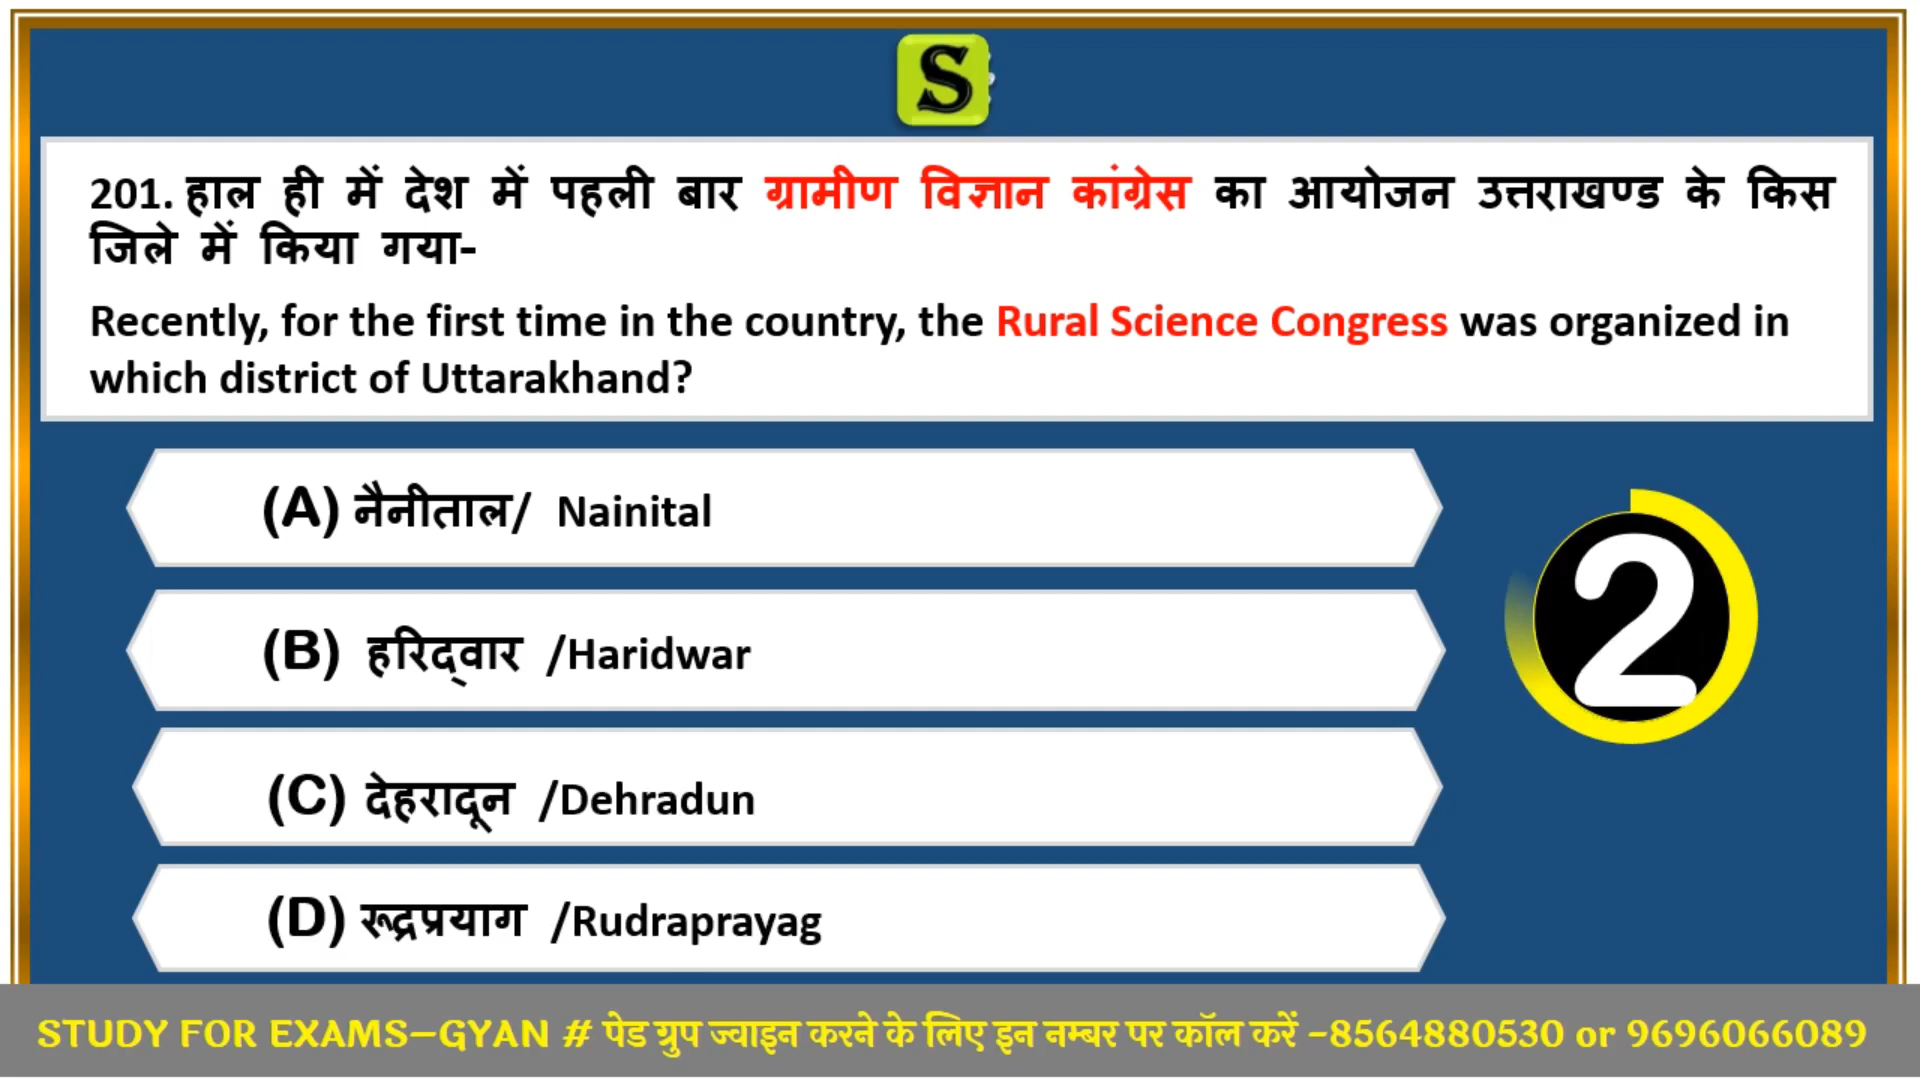 S
201. हाल ही में देश में पहली बार ग्रामीण विज्ञान कांग्रेस का आयोजन उत्तराखण्ड के किस
जिले में किया गया-
Recently, for the first time in the country, the Rural Science Congress was organized in
which district of Uttarakhand?
(A) नैनीताल/ Nainital
(B) हरिद्वार /Haridwar
2
(C) देहरादून /Dehradun
(D) रूद्रप्रयाग /Rudraprayag
STUDY FOR EXAMS–GYAN # पेड ग्रुप ज्वाइन करने के लिए इन नम्बर पर कॉल करें –8564880530 or 9696066089